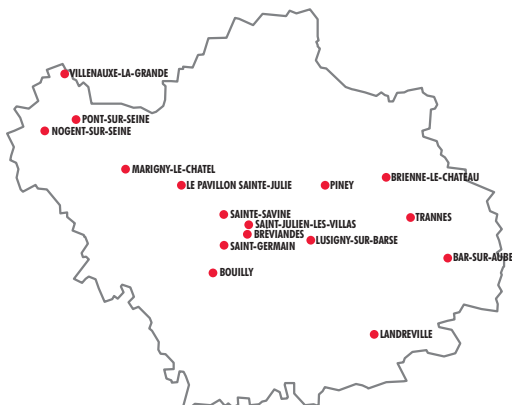 VILLENAUXE-LA-GRANDE
PONT-SUR-SEINE
NOGENT-SUR-SEINE
MARIGNY-LE-CHATEL
BRIENNE-LE-CHATEAU
LE PAVILLON SAINTE-JULIE
PINEY
SAINTE-SAVINE
TRANNES
SAINT-JULIEN-LES-VILLAS
BREVIANDES
LUSIGNY-SUR-BARSE
SAINT-GERMAIN
BAR-SUR-AUBE
BOUILLY
LANDREVILLE